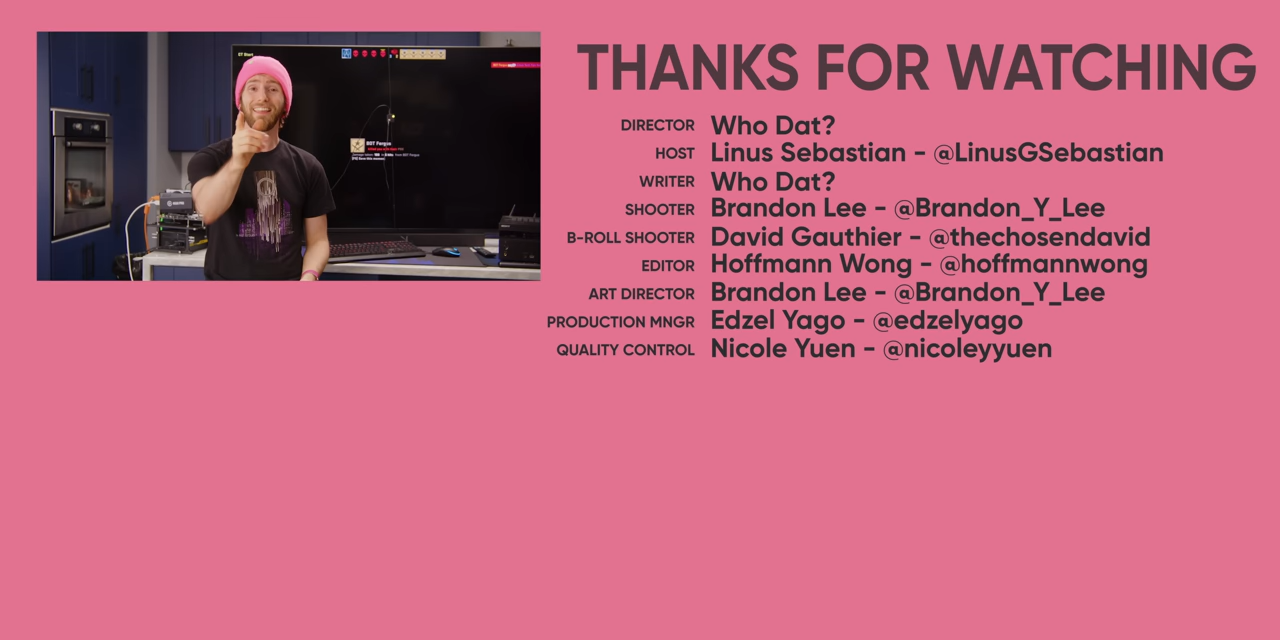 THANKS FOR WATCHING
DIRECTOR Who Dat?
HOST Linus Sebastian - @LinusGSebastian
WRITER Who Dat?
SHOOTER Brandon Lee - @Brandon_Y_Lee
B-ROLL SHOOTER David Gauthier - @thechosendavid
EDITOR Hoffmann Wong - @hoffmannwong
ART DIRECTOR Brandon Lee - @Brandon_Y_Lee
PRODUCTION MNGR Edzel Yago - @edzelyago
QUALITY CONTROL Nicole Yuen - @nicoleyyuen